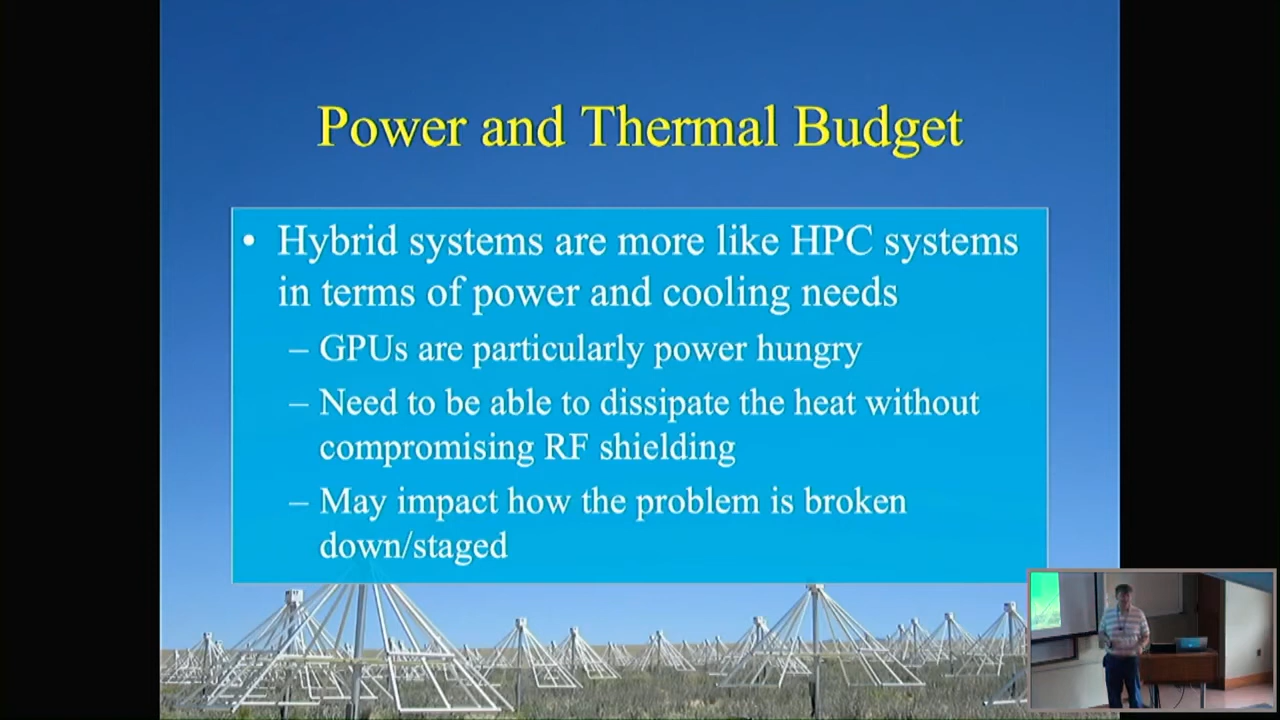 Power and Thermal Budget
• Hybrid systems are more like HPC systems
in terms of power and cooling needs
– GPUs are particularly power hungry
– Need to be able to dissipate the heat without
compromising RF shielding
– May impact how the problem is broken
down/staged